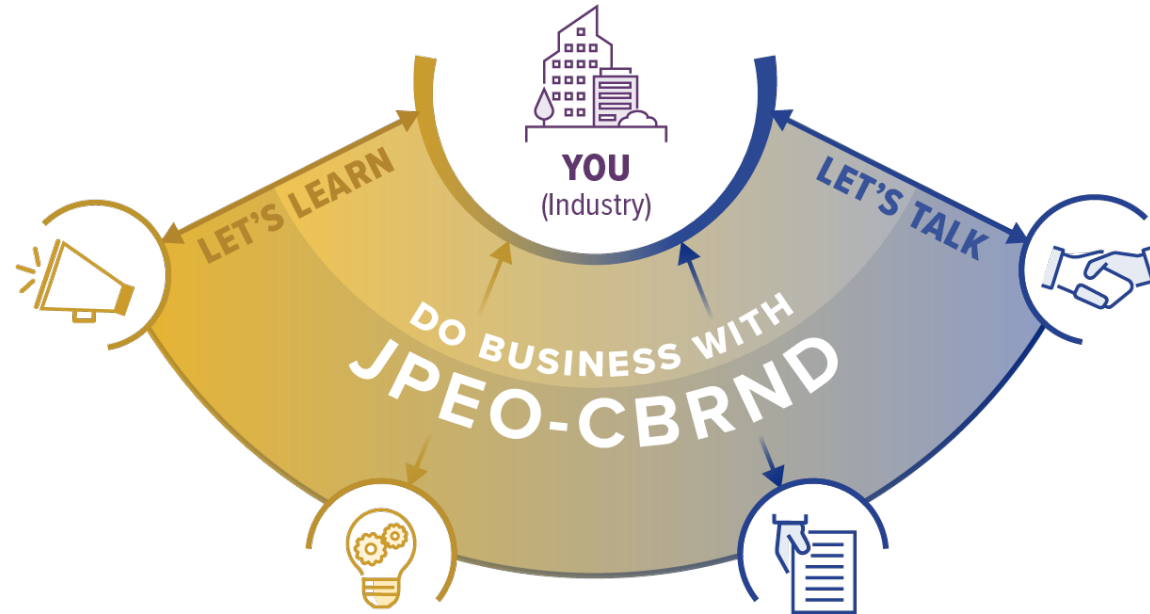 YOU
(Industry)
LET'S LEARN
LET'S TALK
DO BUSINESS WITH
JPEO-CBRND